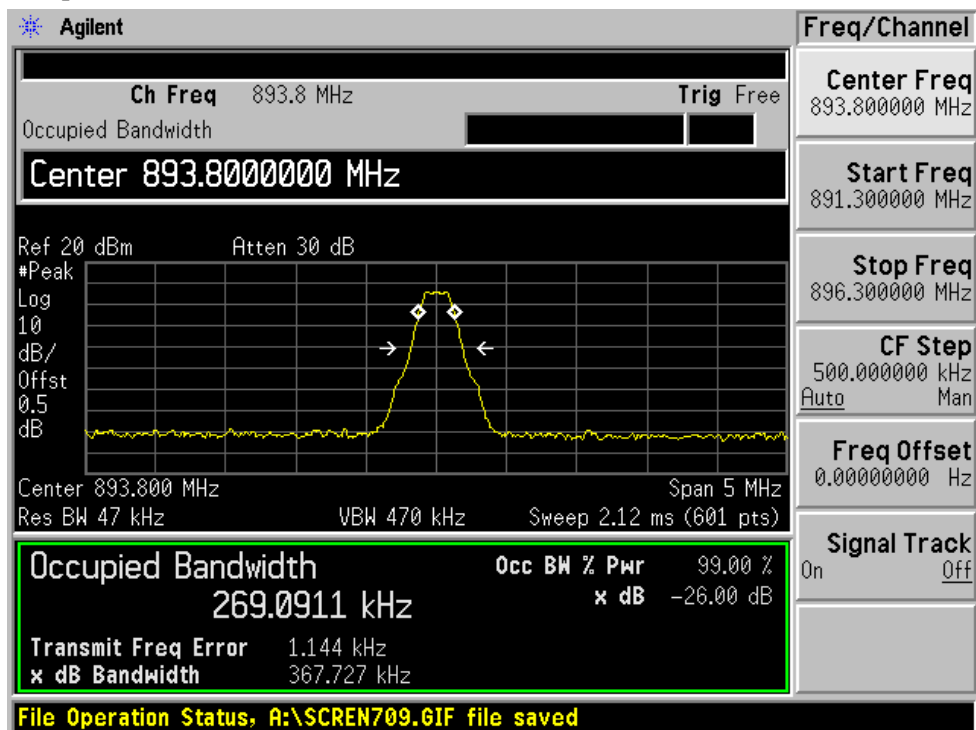 Agilent
Freq/Channel
Ch Freq 893.8 MHz Trig Free
Occupied Bandwidth
Center 893.8000000 MHz
Ref 20 dBm Atten 30 dB
#Peak
Log
10
dB/
Offst
0.5
dB
Center 893.800 MHz Span 5 MHz
Res BW 47 kHz VBW 470 kHz Sweep 2.12 ms (601 pts)
Occupied Bandwidth Occ BW % Pwr 99.00 %
269.0911 kHz x dB -26.00 dB
Transmit Freq Error 1.144 kHz
x dB Bandwidth 367.727 kHz
File Operation Status, A:\SCREN709.GIF file saved
Center Freq
893.800000 MHz
Start Freq
891.300000 MHz
Stop Freq
896.300000 MHz
CF Step
500.000000 kHz
Auto Man
Freq Offset
0.00000000 Hz
Signal Track
On Off